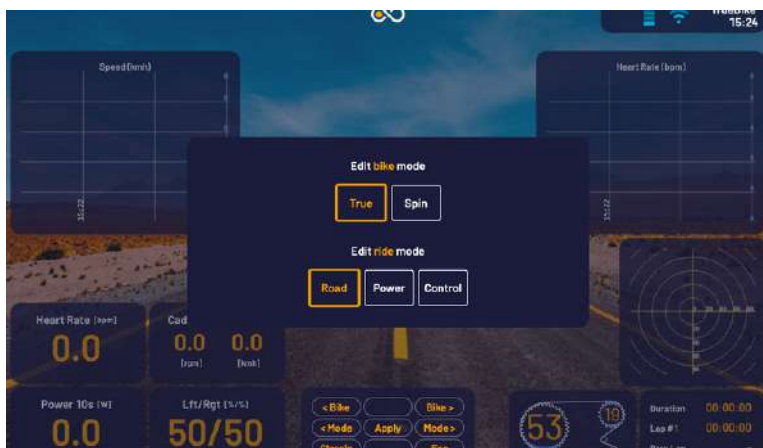 15:24
Speed [km/h]
Heart Rate [bpm]
Edit bike mode
True
Spin
15:22
15:22
Edit ride mode
Road
Power
Control
Heart Rate [bpm]
Cad
0.0
0.0
0.0
[rpm]
[kmh]
Power 10s [W]
Lft/Rgt [%/%]
0.0
50/50
< Bike
Bike >
< Mode
Apply
Mode >
53
19
Duration
00:00:00
Lap #1
00:00:00